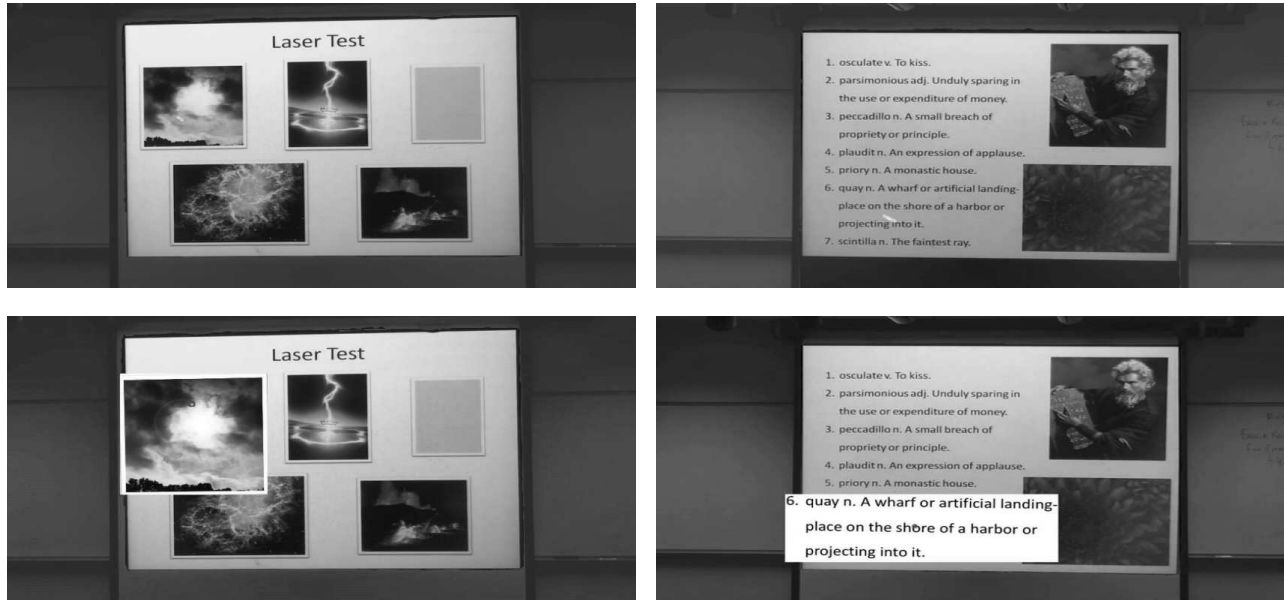 Laser Test
1. osculate v. To kiss.
2. parsimonious adj. Unduly sparing in
the use or expenditure of money.
3. peccadillo n. A small breach of
propriety or principle.
4. plaudit n. An expression of applause.
5. priory n. A monastic house.
6. quay n. A wharf or artificial landing-
place on the shore of a harbor or
projecting into it.
7. scintilla n. The faintest ray.
Laser Test
1. osculate v. To kiss.
2. parsimonious adj. Unduly sparing in
the use or expenditure of money.
3. peccadillo n. A small breach of
propriety or principle.
4. plaudit n. An expression of applause.
5. priory n. A monastic house.
6. quay n. A wharf or artificial landing-
place on the shore of a harbor or
projecting into it.